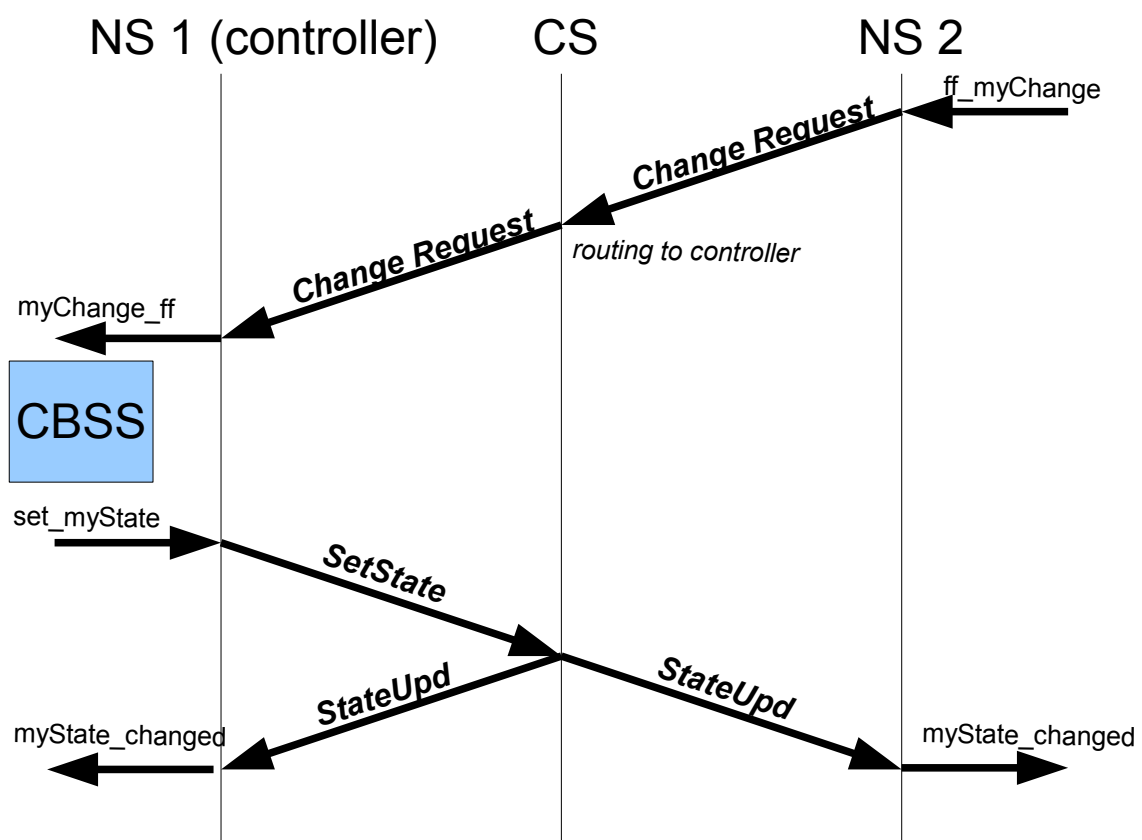 NS 1 (controller) CS NS 2
ff_myChange
Change Request
Change Request
routing to controller
myChange_ff
CBSS
set_myState
SetState
StateUpd StateUpd
myState_changed myState_changed